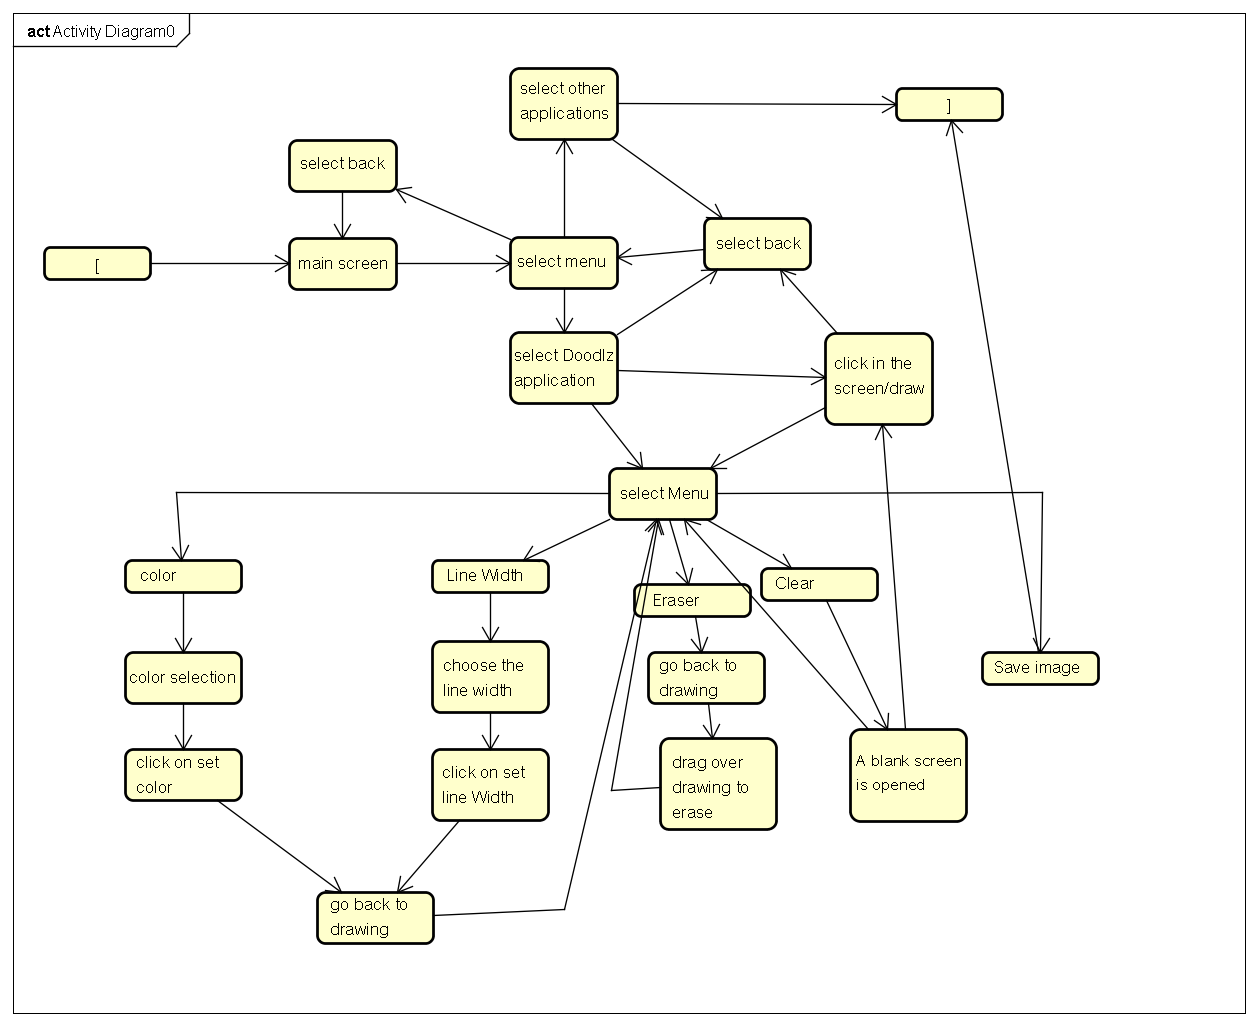 act Activity Diagram0
select other
applications
]
select back
select back
[
main screen
select menu
select Doodlz
application
click in the
screen/draw
select Menu
color
Line Width
Eraser
Clear
color selection
choose the
line width
go back to
drawing
Save image
click on set
color
click on set
line Width
drag over
drawing to
erase
A blank screen
is opened
go back to
drawing